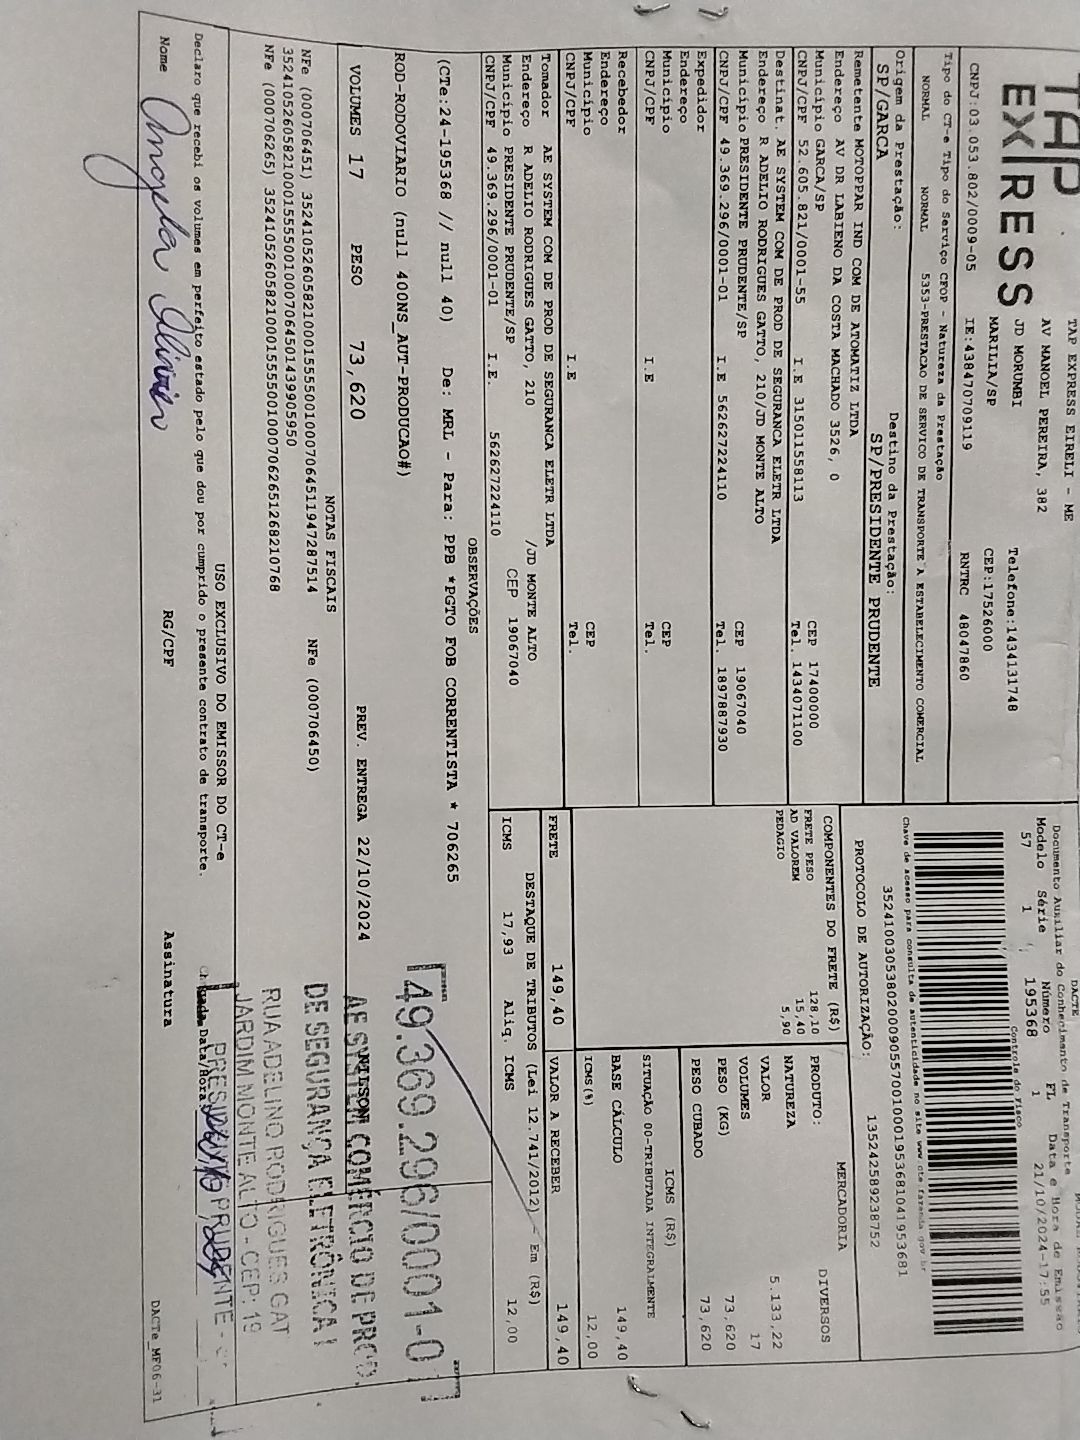 TAP
EXPRESS
TAP EXPRESS EIRELI - ME
AV MANOEL PEREIRA, 382
JD MORUMBI
MARILIA/SP
Telefone:1434131748
CEP:17526000
CNPJ:03.053.802/0009-05 IE:438470709119 RNTRC 48047860
DACTE
Documento Auxiliar do Conhecimento de Transporte
Modelo Série Número FL Data e Hora de Emissão
57 1 195368 1 21/10/2024-17:55
Controle do Fisco
Chave de acesso para consulta de autenticidade no site www.cte.fazenda.gov.br
35241003053802000905570010001953681041953681
PROTOCOLO DE AUTORIZAÇÃO: 135242589238752
Tipo do CT-e Tipo do Serviço CFOP - Natureza da Prestação
NORMAL NORMAL 5353-PRESTACAO DE SERVICO DE TRANSPORTE A ESTABELECIMENTO COMERCIAL
Origem da Prestação: Destino da Prestação:
SP/GARCA SP/PRESIDENTE PRUDENTE
Remetente MOTOPPAR IND COM DE ATOMATIZ LTDA
Endereço AV DR LABIENO DA COSTA MACHADO 3526, 0
Município GARCA/SP CEP 17400000
CNPJ/CPF 52.605.821/0001-55 I.E 315011558113 Tel. 1434071100
Destinat. AE SYSTEM COM DE PROD DE SEGURANCA ELETR LTDA
Endereço R ADELIO RODRIGUES GATTO, 210/JD MONTE ALTO
Município PRESIDENTE PRUDENTE/SP CEP 19067040
CNPJ/CPF 49.369.296/0001-01 I.E 562627224110 Tel. 1897887930
Expedidor
Endereço
Município CEP
CNPJ/CPF I.E Tel.
Recebedor
Endereço
Município CEP
CNPJ/CPF I.E Tel.
Tomador AE SYSTEM COM DE PROD DE SEGURANCA ELETR LTDA
Endereço R ADELIO RODRIGUES GATTO, 210 /JD MONTE ALTO
Município PRESIDENTE PRUDENTE/SP CEP 19067040
CNPJ/CPF 49.369.296/0001-01 I.E. 562627224110
COMPONENTES DO FRETE (R$)
FRETE PESO 128,10
AD VALOREM 15,40
PEDAGIO 5,90
MERCADORIA
PRODUTO: DIVERSOS
NATUREZA
VALOR 5.133,22
VOLUMES 17
PESO (KG) 73,620
PESO CUBADO 73,620
ICMS (R$)
SITUAÇÃO 00-TRIBUTADA INTEGRALMENTE
BASE CÁLCULO 149,40
ICMS(%) 12,00
FRETE 149,40 VALOR A RECEBER 149,40
DESTAQUE DE TRIBUTOS (Lei 12.741/2012) - Em (R$)
ICMS 17,93 Aliq. ICMS 12,00
OBSERVAÇÕES
(CTe:24-195368 // null 40) De: MRL - Para: PPB *PGTO FOB CORRENTISTA * 706265
ROD-RODOVIARIO (null 400NS_AUT-PRODUCAO#)
VOLUMES 17 PESO 73,620 PREV. ENTREGA 22/10/2024
NILSON
NOTAS FISCAIS
NFe (000706451) 35241052605821000155550010007064511947287514 NFe (000706450)
35241052605821000155550010007064501439905950
NFe (000706265) 35241052605821000155550010007062651268210768
USO EXCLUSIVO DO EMISSOR DO CT-e
Declaro que recebi os volumes em perfeito estado pelo que dou por cumprido o presente contrato de transporte.
Nome Angela Oliveira RG/CPF Assinatura
Chegada Data/Hora
49.369.296/0001-01
AE SYSTEM COMÉRCIO DE PROD.
DE SEGURANÇA ELETRÔNICA
RUA ADELINO RODRIGUES GAT
JARDIM MONTE ALTO - CEP: 19
PRESIDENTE PRUDENTE -
DACTe_MF06-31